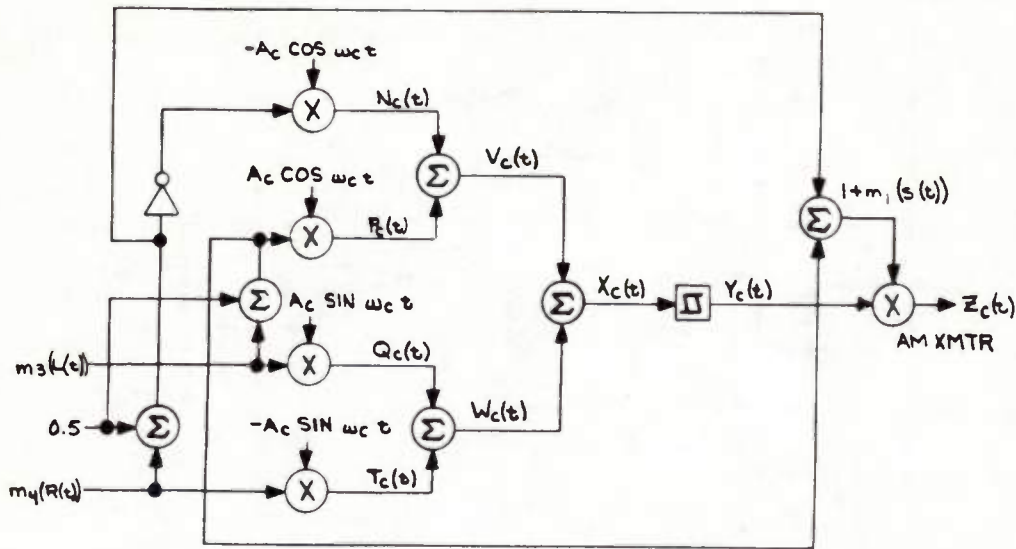 -Ac COS ωc t
X
Nc(t)
Σ
Vc(t)
Ac COS ωc t
X
Pc(t)
Σ
1+m1(s(t))
Σ
Ac SIN ωc t
Σ
Xc(t)
Yc(t)
X
Zc(t)
AM XMTR
m3(L(t))
X
Qc(t)
0.5
Σ
Σ
Wc(t)
-Ac SIN ωc t
m4(R(t))
X
Tc(t)